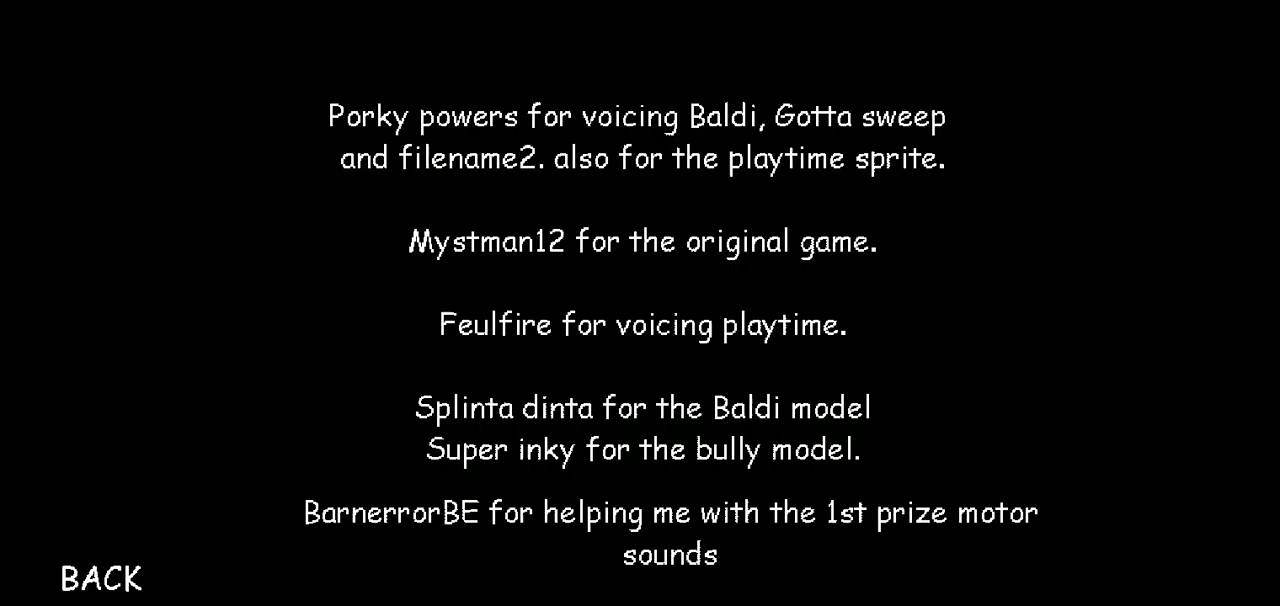 Porky powers for voicing Baldi, Gotta sweep
and filename2. also for the playtime sprite.
Mystman12 for the original game.
Feulfire for voicing playtime.
Splinta dinta for the Baldi model
Super inky for the bully model.
BarnerrorBE for helping me with the 1st prize motor
sounds
BACK